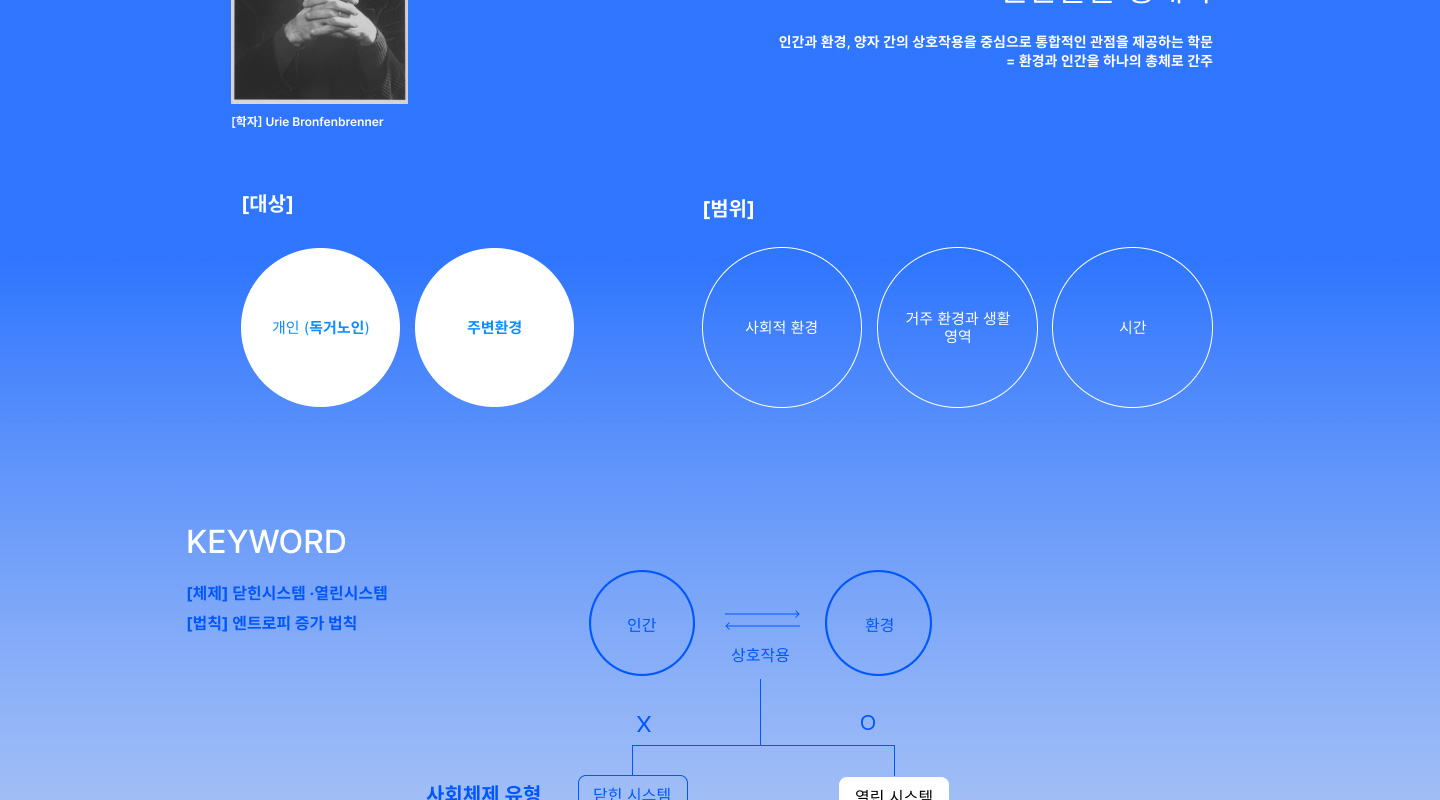 인간과 환경, 양자 간의 상호작용을 중심으로 통합적인 관점을 제공하는 학문
= 환경과 인간을 하나의 총체로 간주
[학자] Urie Bronfenbrenner
[대상]
개인 (독거노인)
주변환경
[범위]
사회적 환경
거주 환경과 생활
영역
시간
KEYWORD
[체제] 닫힌시스템 ·열린시스템
[법칙] 엔트로피 증가 법칙
인간
환경
상호작용
X
O
사회체제 유형
닫힌 시스템
열린 시스템